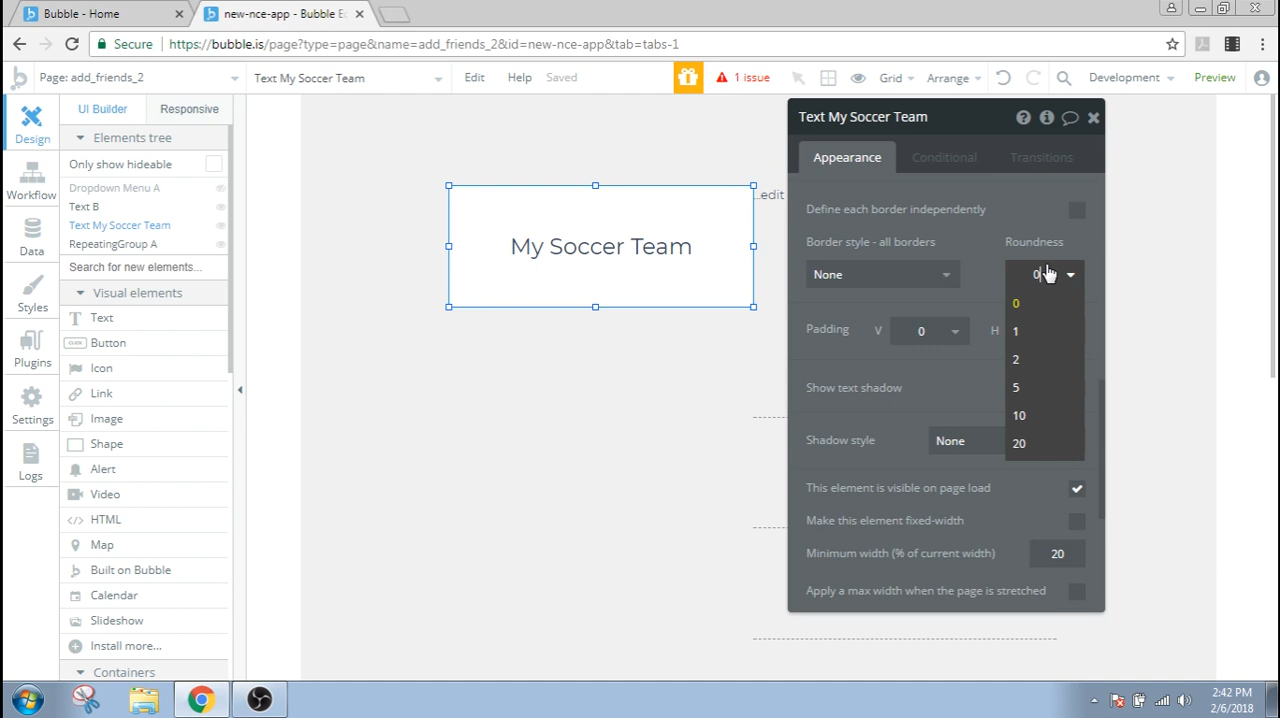 Bubble - Home
new-nce-app - Bubble Ec
Secure
https://bubble.is/page?type=page&name=add_friends_2&id=new-nce-app&tab=tabs-1
Page: add_friends_2
Text My Soccer Team
Edit
Help
Saved
1 issue
Grid
Arrange
Development
Preview
Design
Workflow
Data
Styles
Plugins
Settings
Logs
UI Builder
Responsive
Elements tree
Only show hideable
Dropdown Menu A
Text B
Text My Soccer Team
RepeatingGroup A
Search for new elements...
Visual elements
Text
CLICK Button
Icon
Link
Image
Shape
Alert
Video
HTML
Map
Built on Bubble
Calendar
Slideshow
Install more...
Containers
...edit
My Soccer Team
Text My Soccer Team
Appearance
Conditional
Transitions
Define each border independently
Border style - all borders
Roundness
None
0
0
1
2
5
10
20
Padding V 0 H
Show text shadow
Shadow style None
This element is visible on page load
Make this element fixed-width
Minimum width (% of current width) 20
Apply a max width when the page is stretched
2:42 PM
2/6/2018